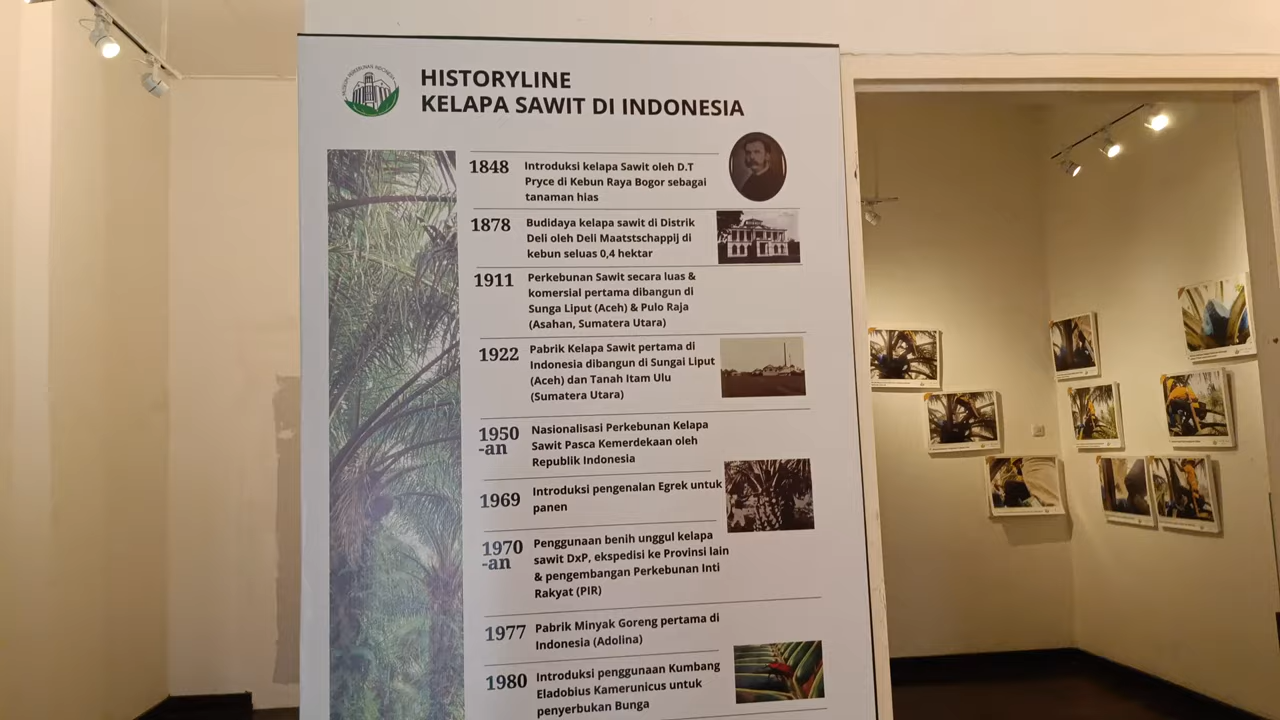 MUSEUM PERKEBUNAN INDONESIA
HISTORYLINE
KELAPA SAWIT DI INDONESIA
1848
Introduksi kelapa Sawit oleh D.T
Pryce di Kebun Raya Bogor sebagai
tanaman hias
1878
Budidaya kelapa sawit di Distrik
Deli oleh Deli Maatstschappij di
kebun seluas 0,4 hektar
1911
Perkebunan Sawit secara luas &
komersial pertama dibangun di
Sunga Liput (Aceh) & Pulo Raja
(Asahan, Sumatera Utara)
1922
Pabrik Kelapa Sawit pertama di
Indonesia dibangun di Sungai Liput
(Aceh) dan Tanah Itam Ulu
(Sumatera Utara)
1950
-an
Nasionalisasi Perkebunan Kelapa
Sawit Pasca Kemerdekaan oleh
Republik Indonesia
1969
Introduksi pengenalan Egrek untuk
panen
1970
-an
Penggunaan benih unggul kelapa
sawit DxP, ekspedisi ke Provinsi lain
& pengembangan Perkebunan Inti
Rakyat (PIR)
1977
Pabrik Minyak Goreng pertama di
Indonesia (Adolina)
1980
Introduksi penggunaan Kumbang
Eladobius Kamerunicus untuk
penyerbukan Bunga